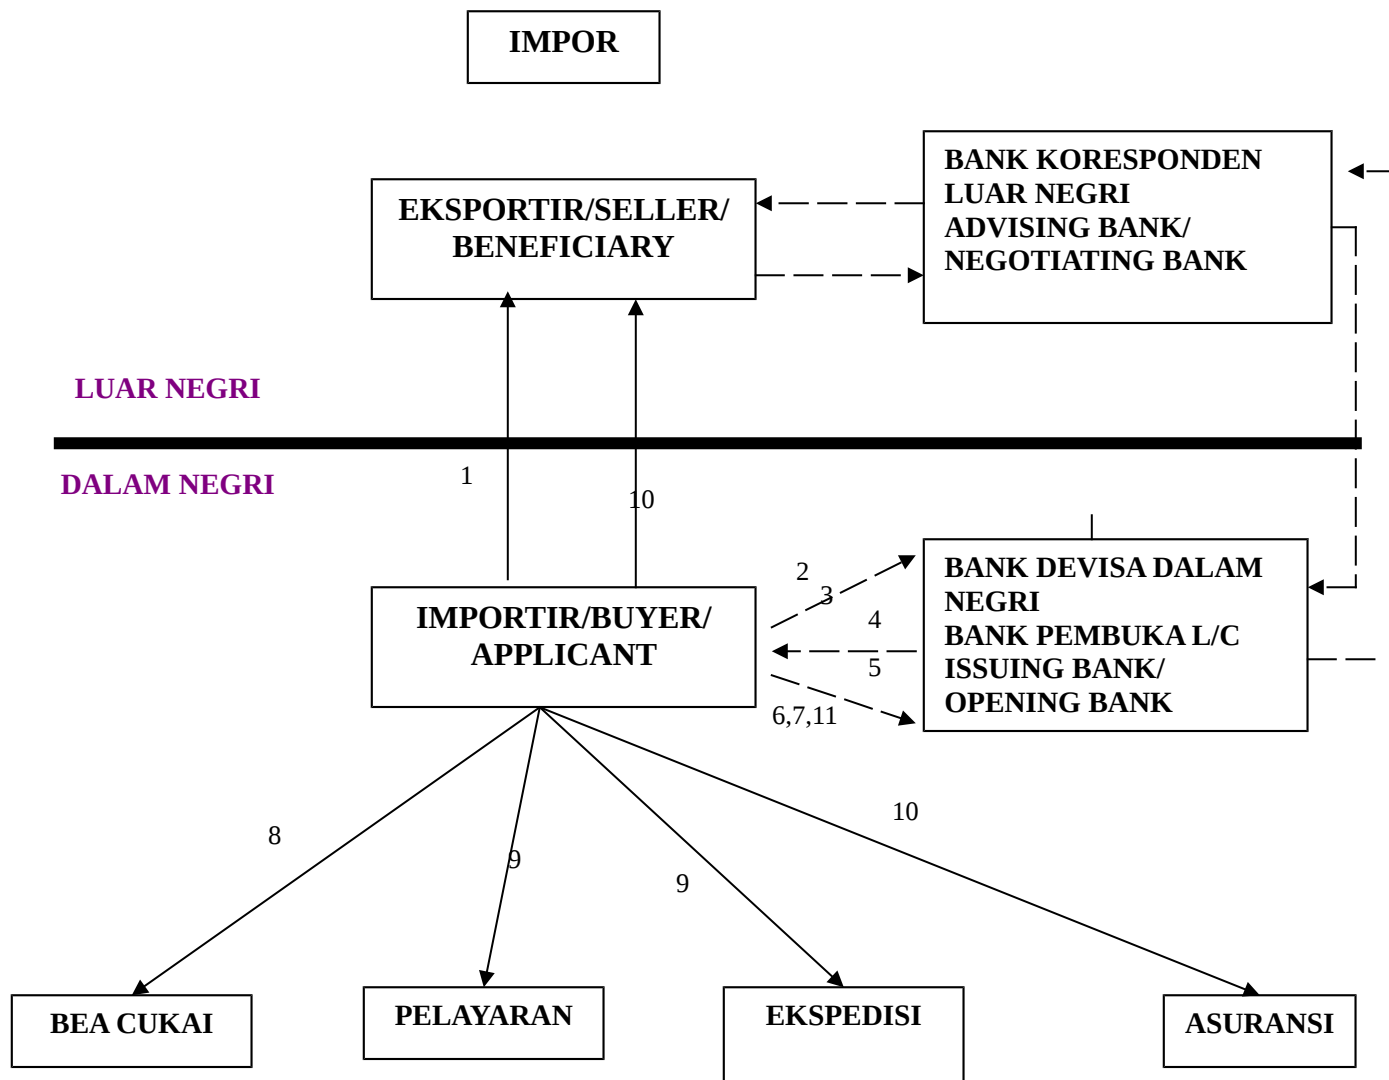 IMPOR
BANK KORESPONDEN
LUAR NEGRI
ADVISING BANK/
NEGOTIATING BANK
EKSPORTIR/SELLER/
BENEFICIARY
LUAR NEGRI
DALAM NEGRI
1
10
2
3
4
5
6,7,11
BANK DEVISA DALAM
NEGRI
BANK PEMBUKA L/C
ISSUING BANK/
OPENING BANK
IMPORTIR/BUYER/
APPLICANT
8
9
9
10
BEA CUKAI
PELAYARAN
EKSPEDISI
ASURANSI